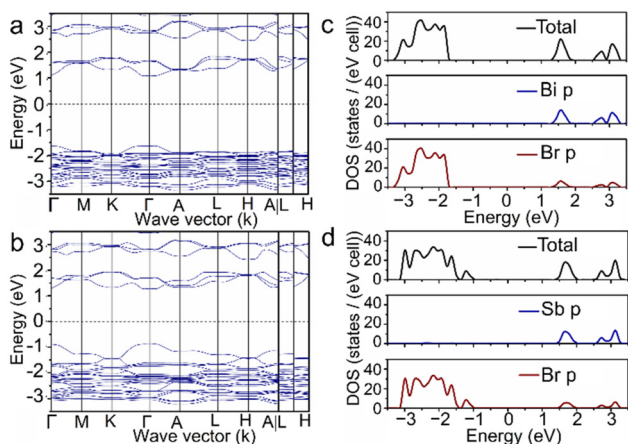 a
Energy (eV)
3
2
1
0
-1
-2
-3
Γ M K Γ A L H A|L H
Wave vector (k)
b
Energy (eV)
3
2
1
0
-1
-2
-3
Γ M K Γ A L H A|L H
Wave vector (k)
c
DOS (states / (eV cell))
40
20
0
Total
40
20
0
Bi p
40
20
0
Br p
-3 -2 -1 0 1 2 3
Energy (eV)
d
DOS (states / (eV cell))
40
20
0
Total
40
20
0
Sb p
40
20
0
Br p
-3 -2 -1 0 1 2 3
Energy (eV)